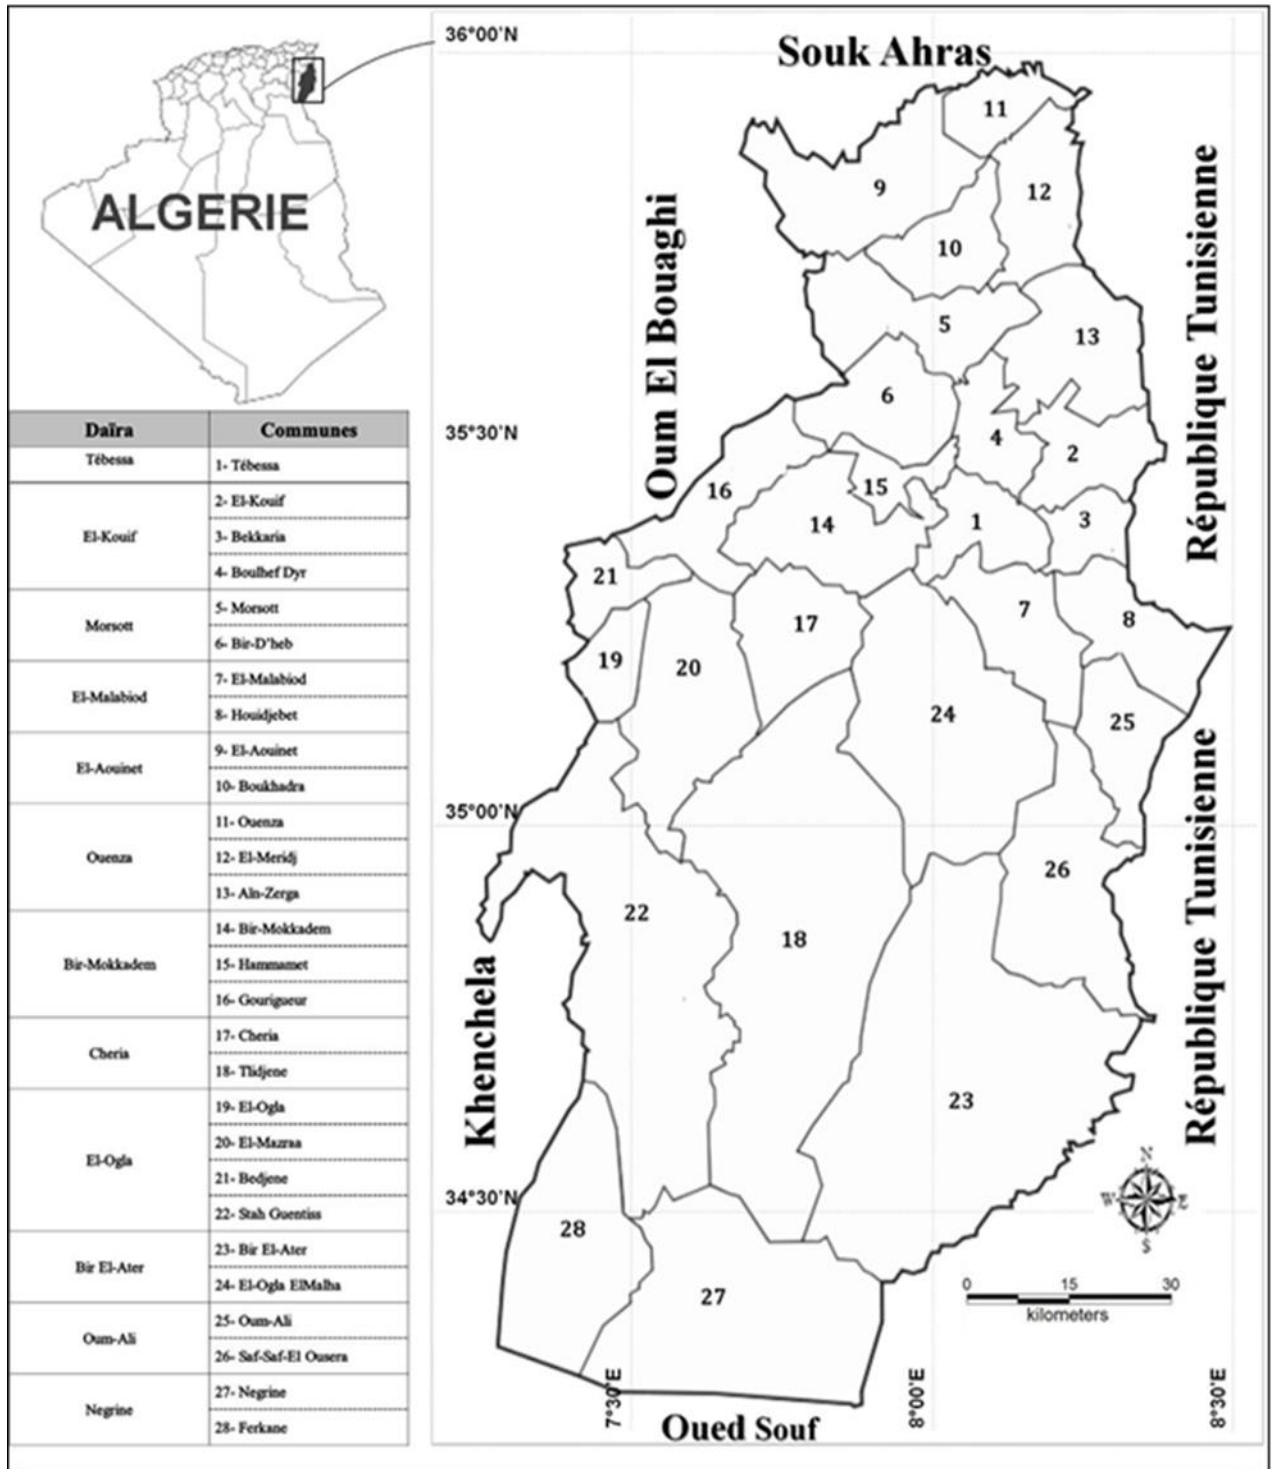 ALGERIE
Daïra Communes
Tébessa 1- Tébessa
El-Kouif 2- El-Kouif
3- Bekkaria
4- Boulhef Dyr
Morsott 5- Morsott
6- Bir-D'heb
El-Malabiod 7- El-Malabiod
8- Houidjebet
El-Aouinet 9- El-Aouinet
10- Boukhadra
Ouenza 11- Ouenza
12- El-Meridj
13- Aln-Zerga
Bir-Mokkadem 14- Bir-Mokkadem
15- Hammamet
16- Gourigueur
Cheria 17- Cheria
18- Tlidjene
El-Ogla 19- El-Ogla
20- El-Mazraa
21- Bedjene
22- Stah Guentiss
Bir El-Ater 23- Bir El-Ater
24- El-Ogla ElMalha
Oum-Ali 25- Oum-Ali
26- Saf-Saf-El Ousera
Negrine 27- Negrine
28- Ferkane
36°00'N
Souk Ahras
11
9
12
10
5
13
6
Oum El Bouaghi
République Tunisienne
35°30'N
4
2
16
15
14
1
3
21
7
17
8
19
20
24
25
35°00'N
26
22
18
Khenchela
République Tunisienne
23
34°30'N
28
27
N
W E
S
0 15 30
kilometers
7°30'E
8°00'E
8°30'E
Oued Souf